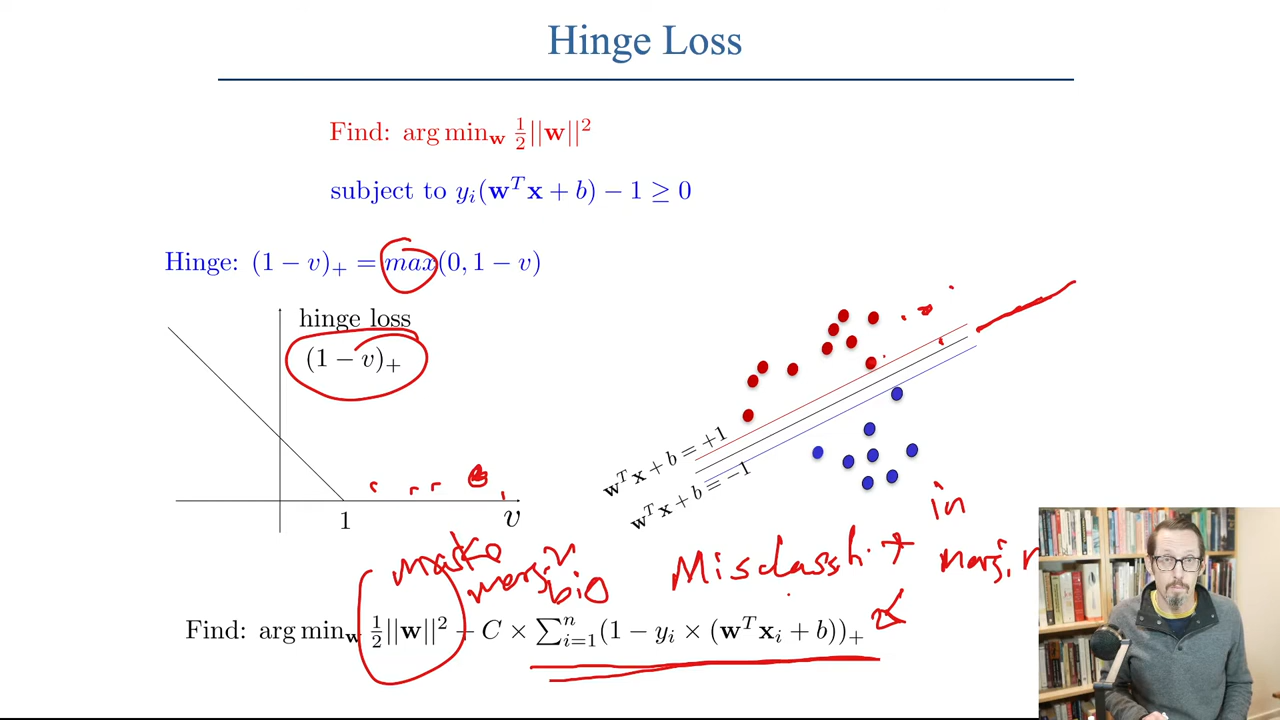 Hinge Loss
Find: arg min_w ½||w||²
subject to y_i(w^T x + b) − 1 ≥ 0
Hinge: (1 − v)_+ = max(0, 1 − v)
hinge loss
(1 − v)_+
1
v
w^T x + b = +1
w^T x + b = −1
make
margin
big
in
margin
Find: arg min_w ½||w||² + C × ∑_{i=1}^{n}(1 − y_i × (w^T x_i + b))_+